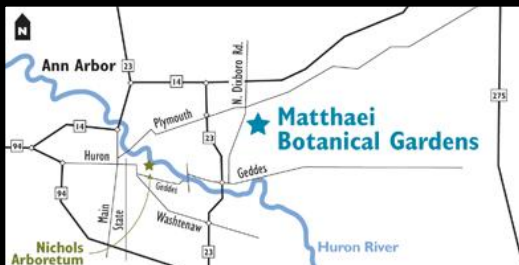 N
Ann Arbor
23
14
N. Dixboro Rd.
275
Plymouth
14
23
Matthaei
Botanical Gardens
94
Huron
Geddes
Geddes
94
Main
State
Washtenaw
Nichols
Arboretum
23
Huron River